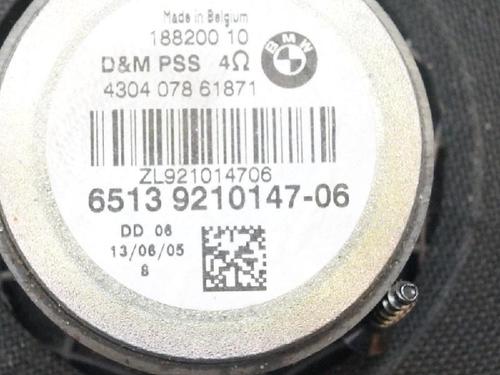 Made in Belgium
188200 10
D&M PSS 4Ω
BMW
4304 078 61871
ZL921014706
6513 9210147-06
DD 06
13/06/05
8